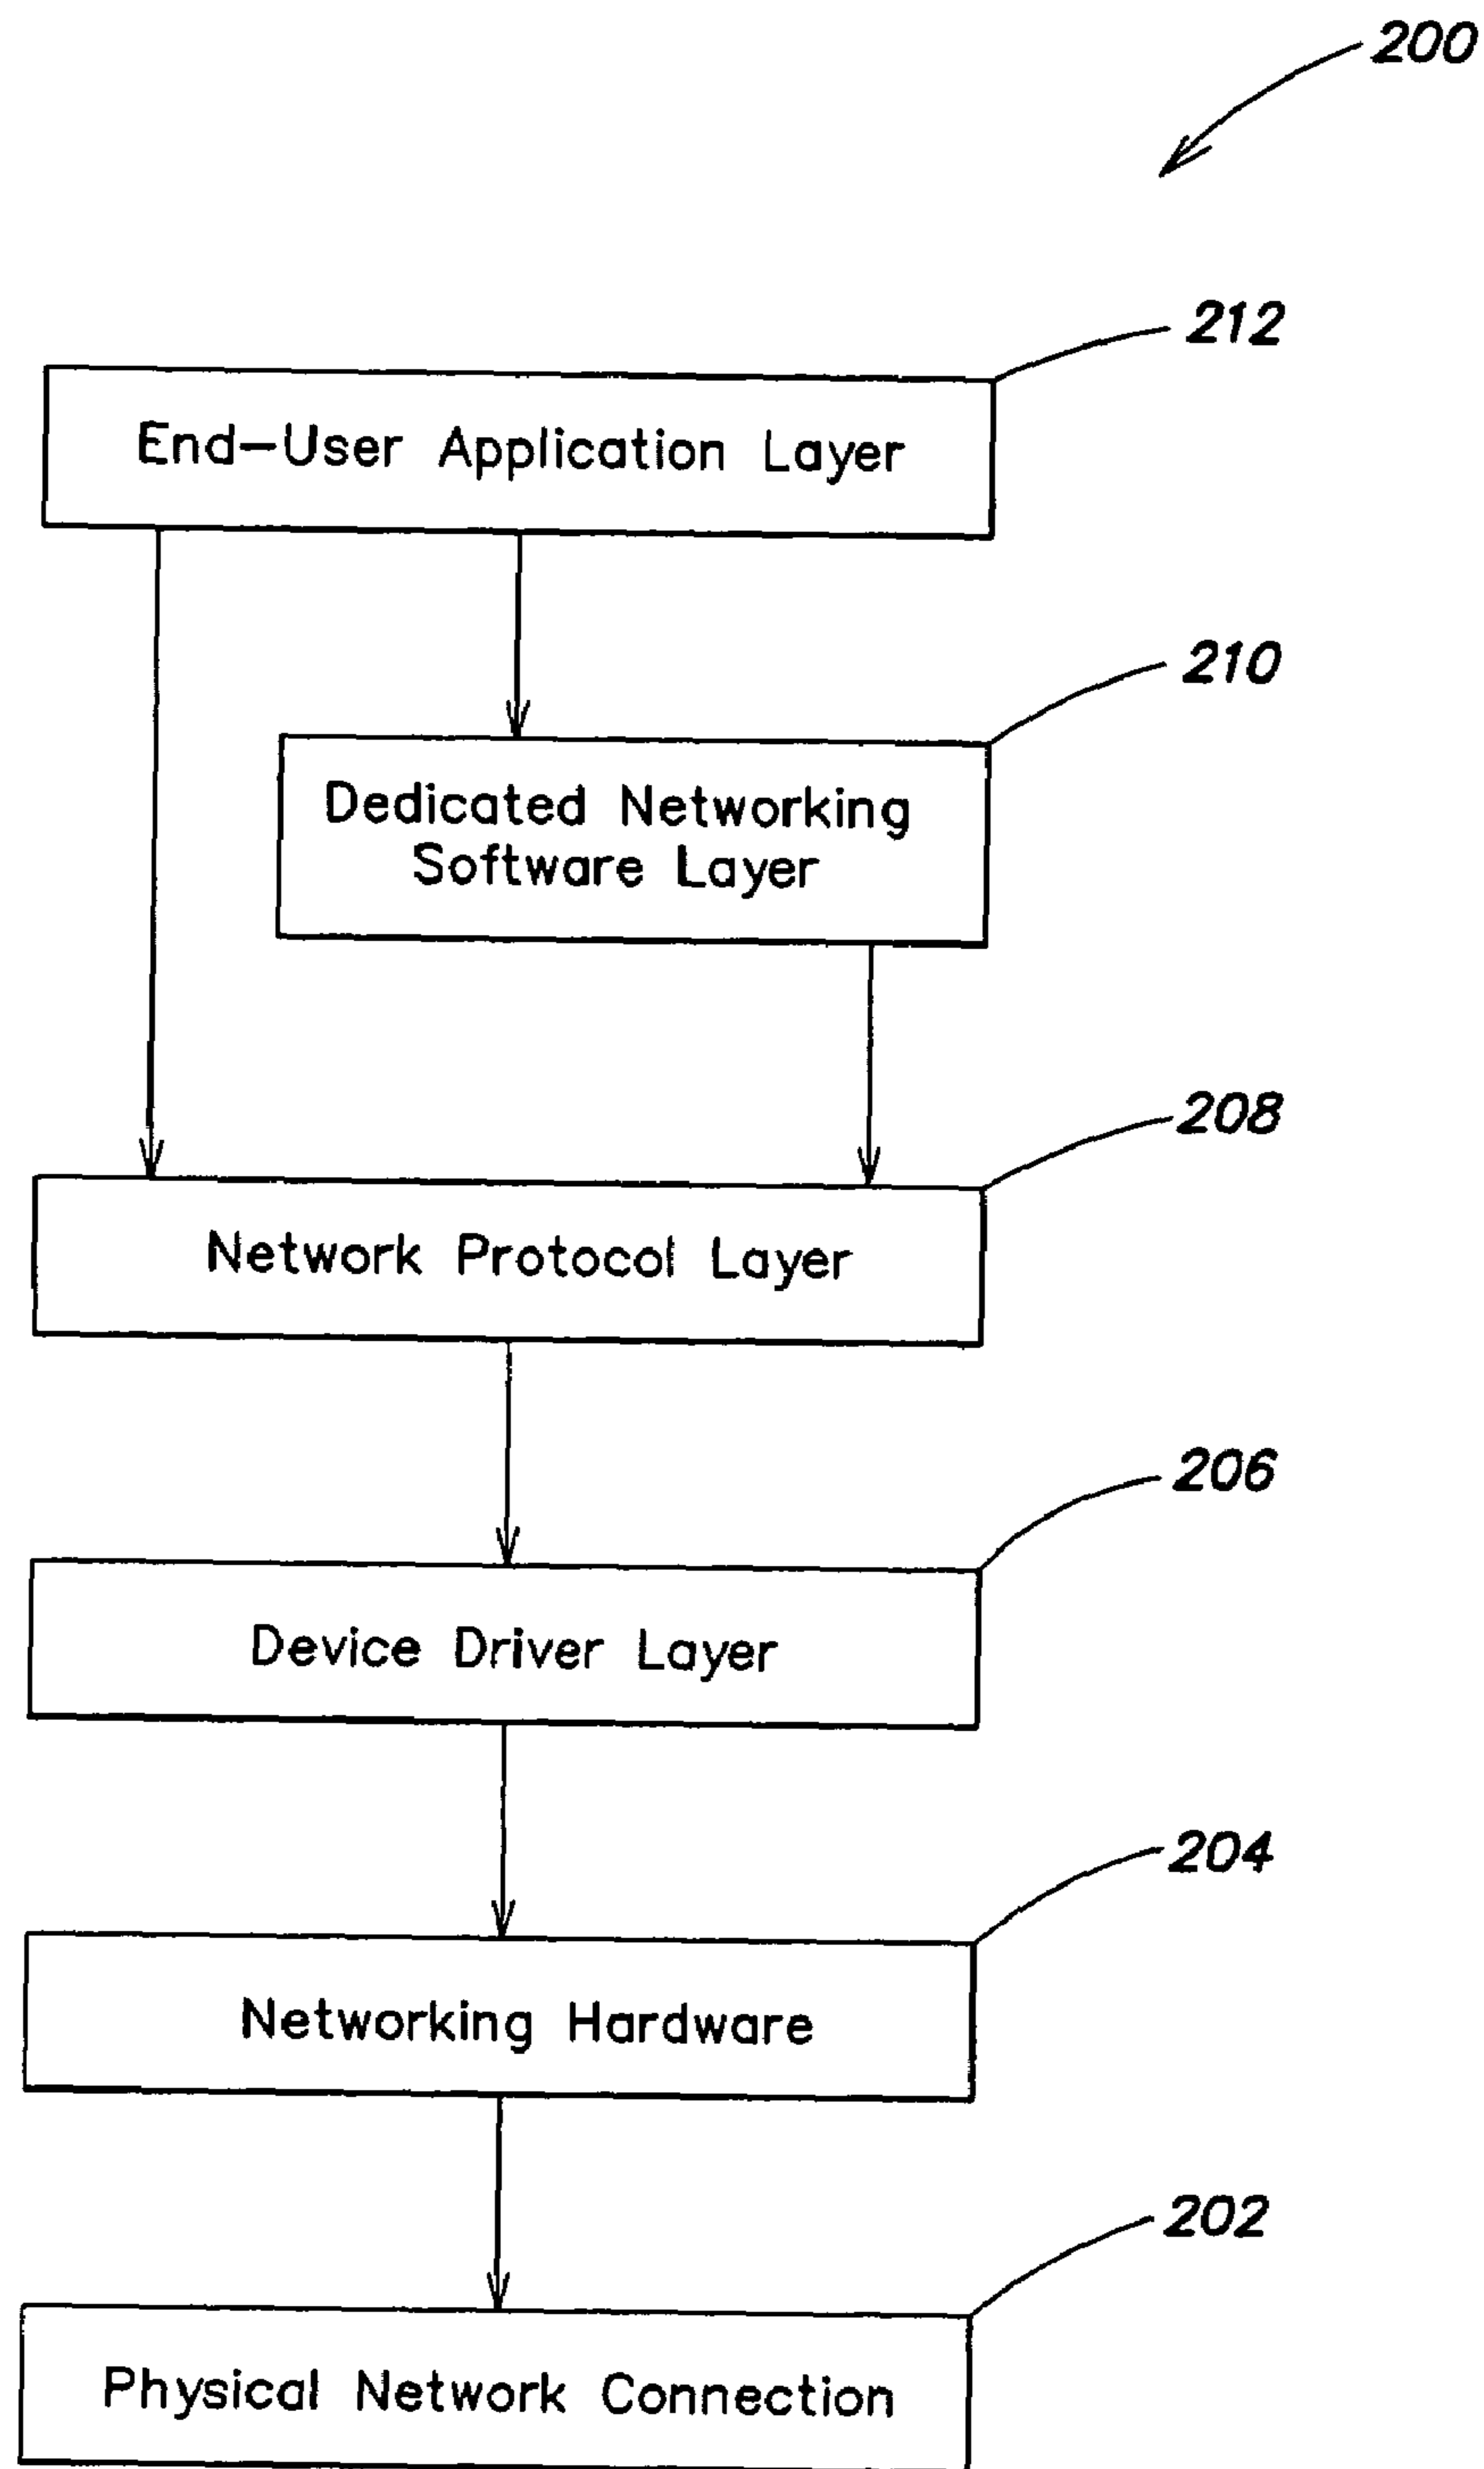 200
212
End-User Application Layer
210
Dedicated Networking
Software Layer
208
Network Protocol Layer
206
Device Driver Layer
204
Networking Hardware
202
Physical Network Connection